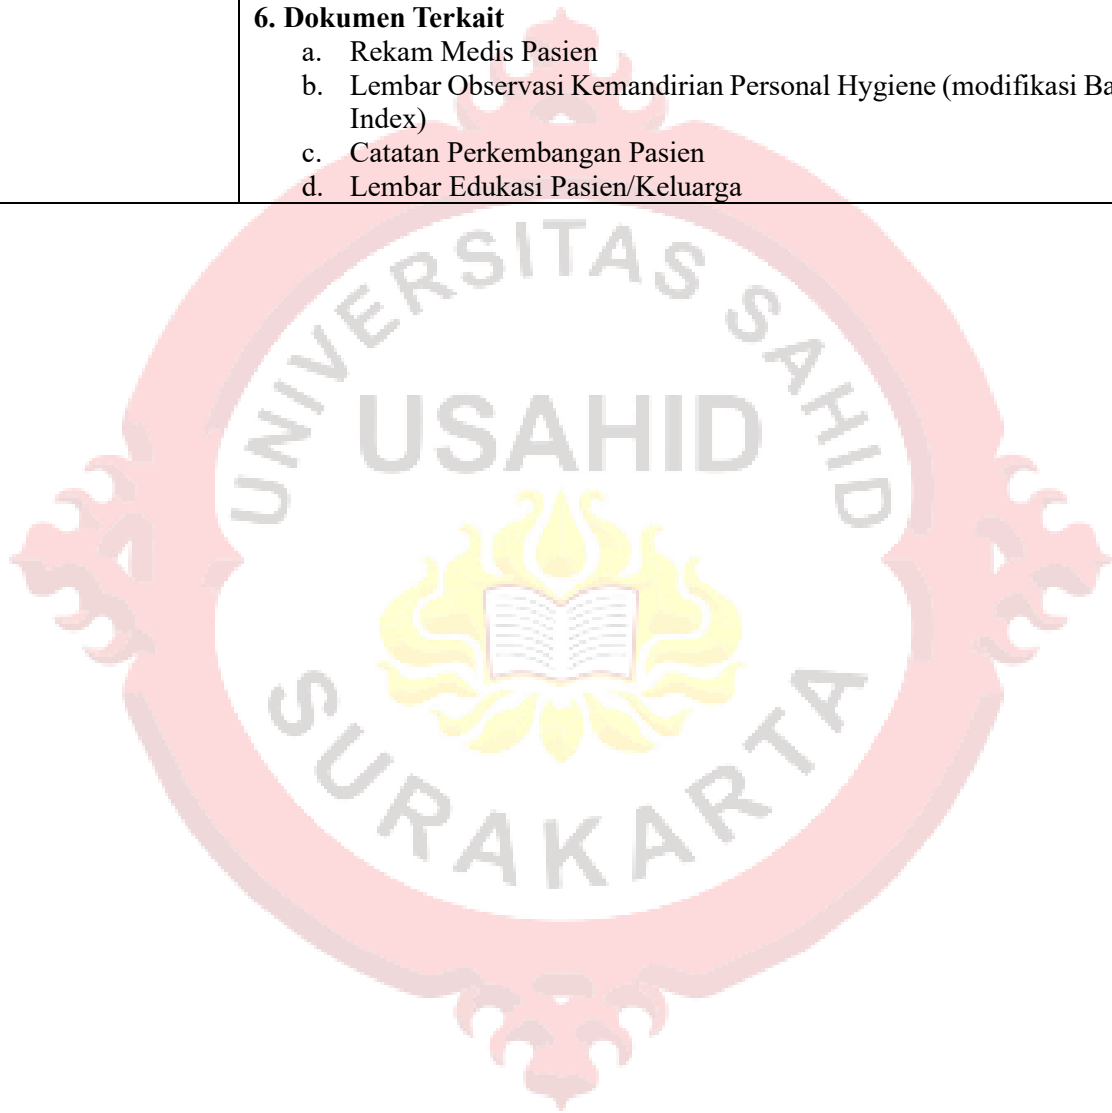 6. Dokumen Terkait
a. Rekam Medis Pasien
b. Lembar Observasi Kemandirian Personal Hygiene (modifikasi
Index)
c. Catatan Perkembangan Pasien
d. Lembar Edukasi Pasien/Keluarga
UNIVERSITAS SAHID
USAHID
SURAKARTA